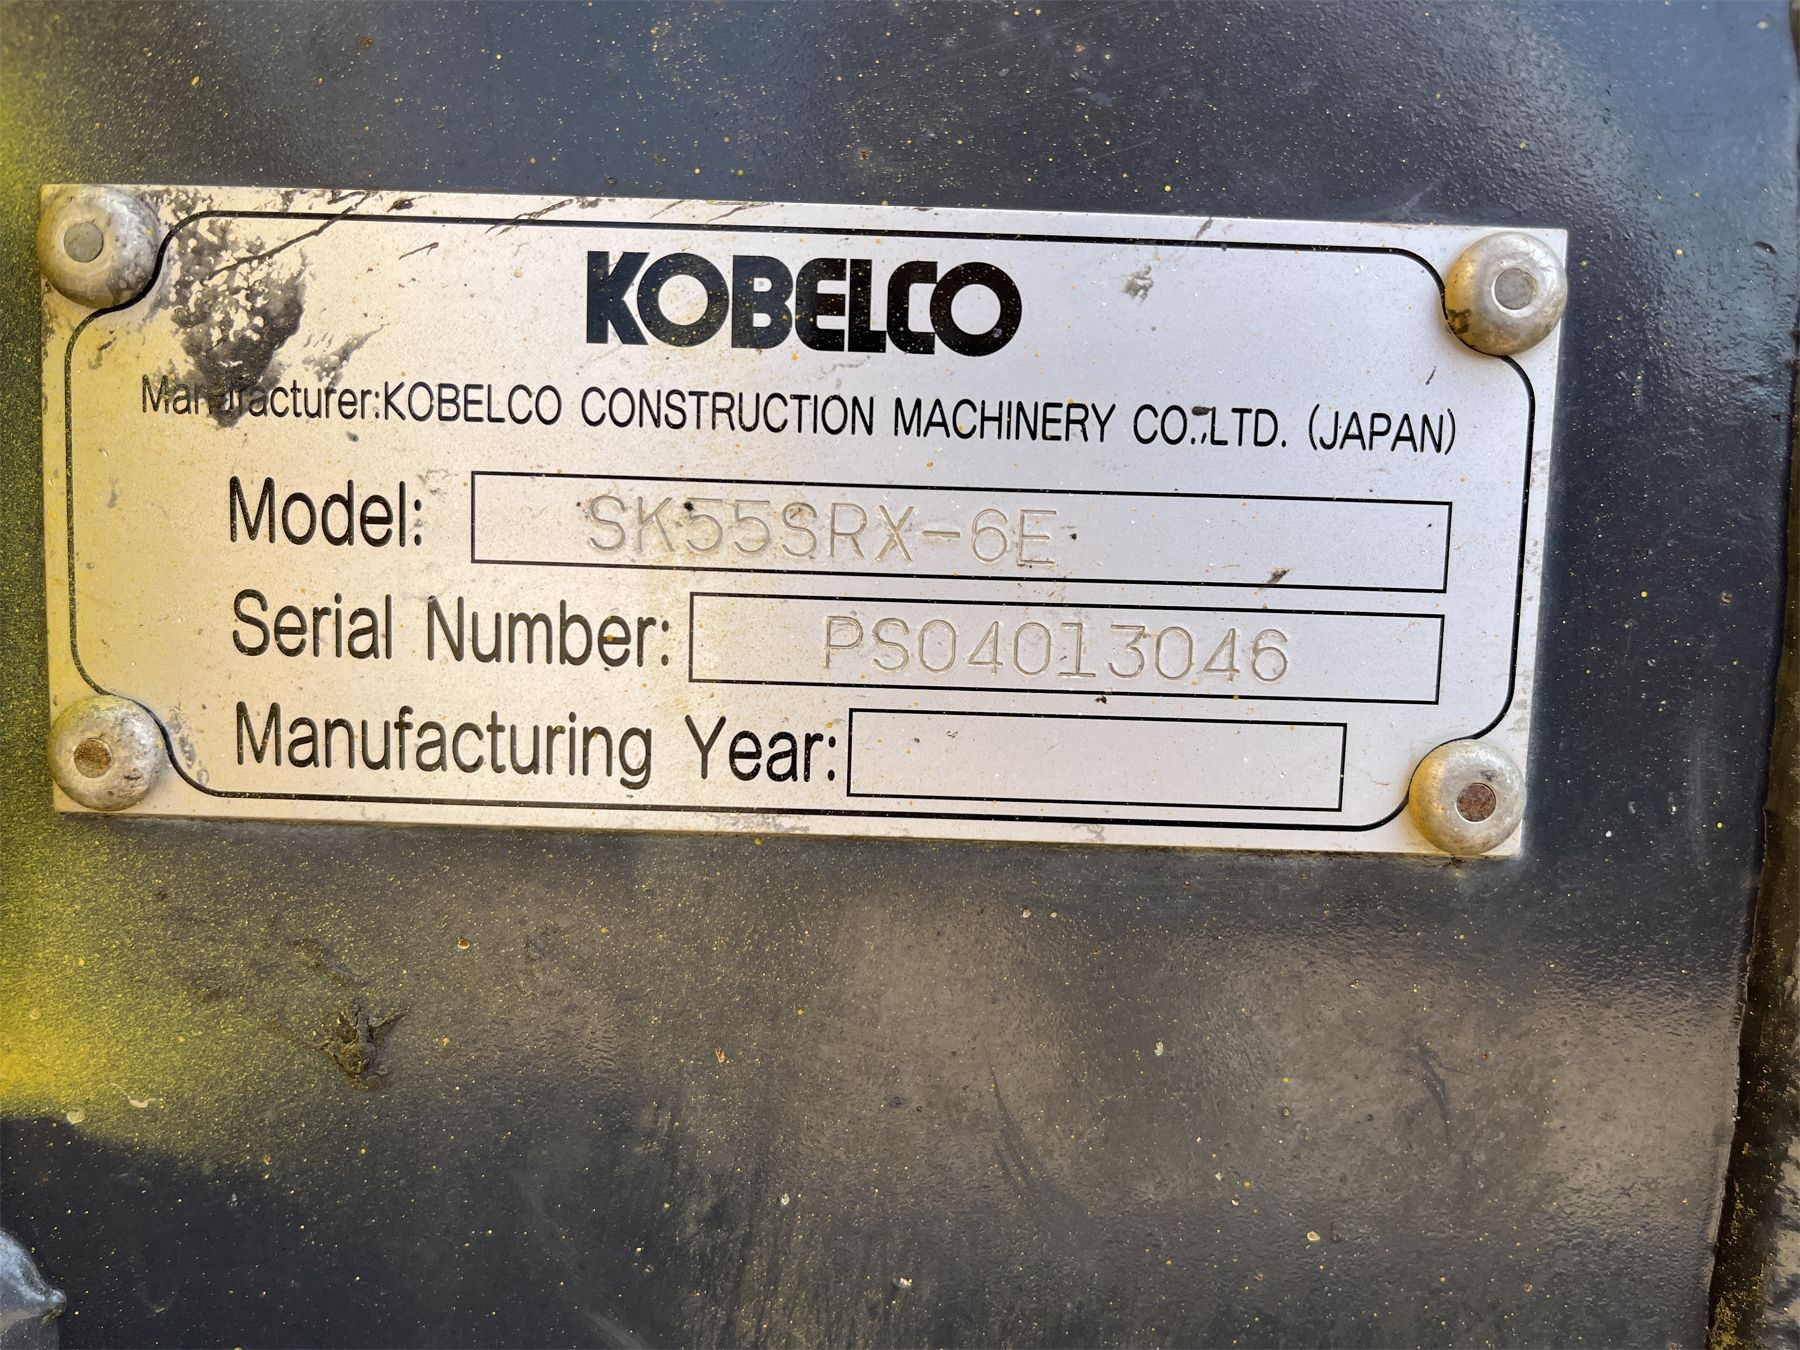 KOBELCO
Manufacturer:KOBELCO CONSTRUCTION MACHINERY CO.,LTD. (JAPAN)
Model: SK55SRX-6E
Serial Number: PS04013046
Manufacturing Year: